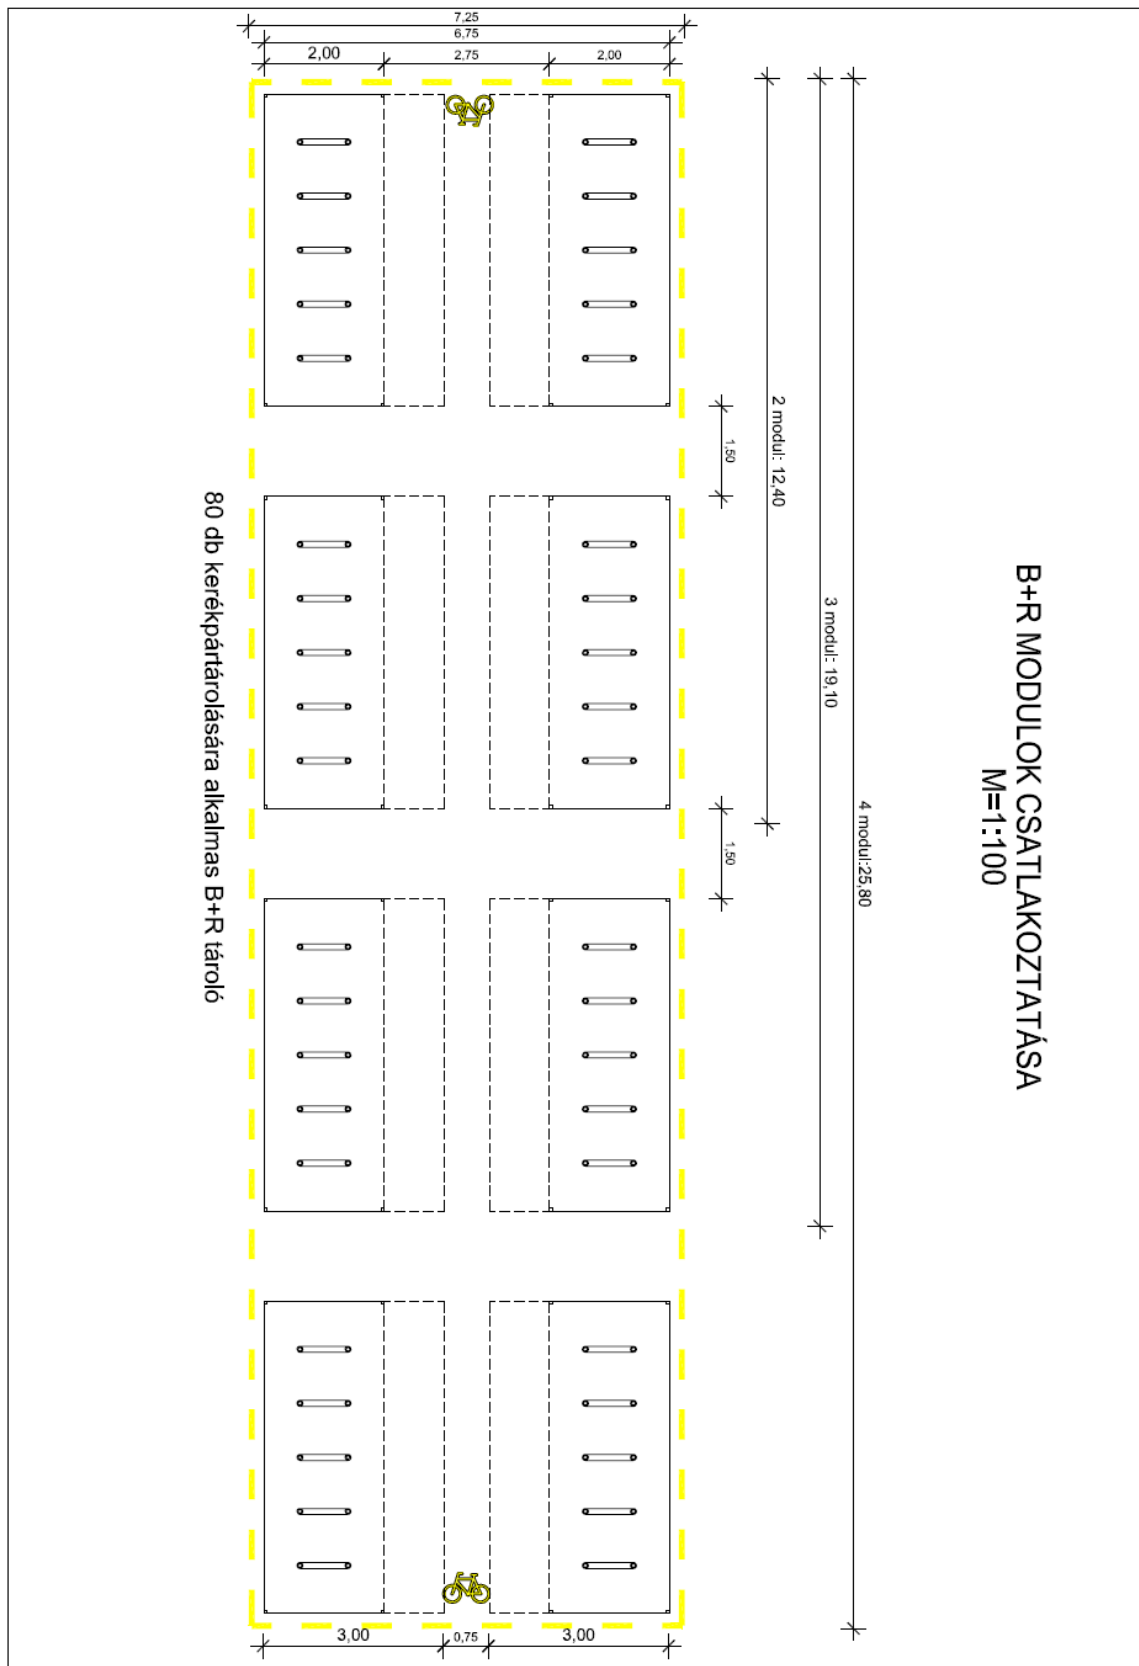 7,25
6,75
2,00
2,75
2,00
1,50
1,50
2 modul: 12,40
3 modul: 19,10
4 modul:25,80
B+R MODULOK CSATLAKOZTATÁSA
M=1:100
80 db kerékpártárolására alkalmas B+R tároló
3,00
0,75
3,00